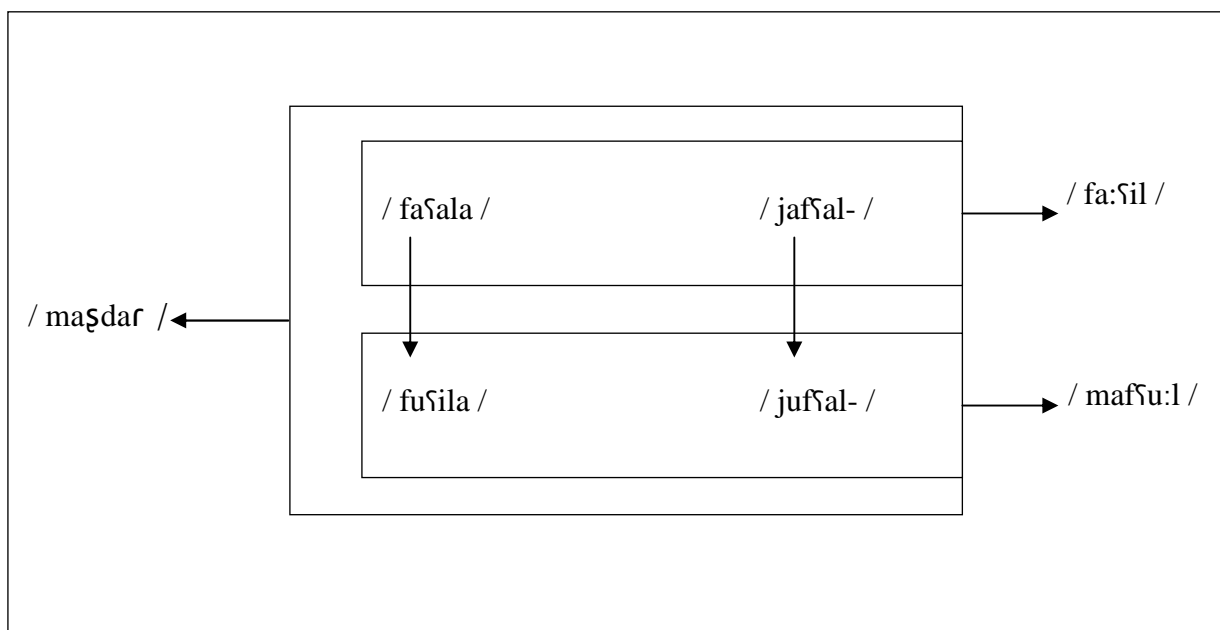 / faʕala /
/ jafʕal- /
/ fa:ʕil /
/ maʂdaɾ /
/ fuʕila /
/ jufʕal- /
/ mafʕu:l /